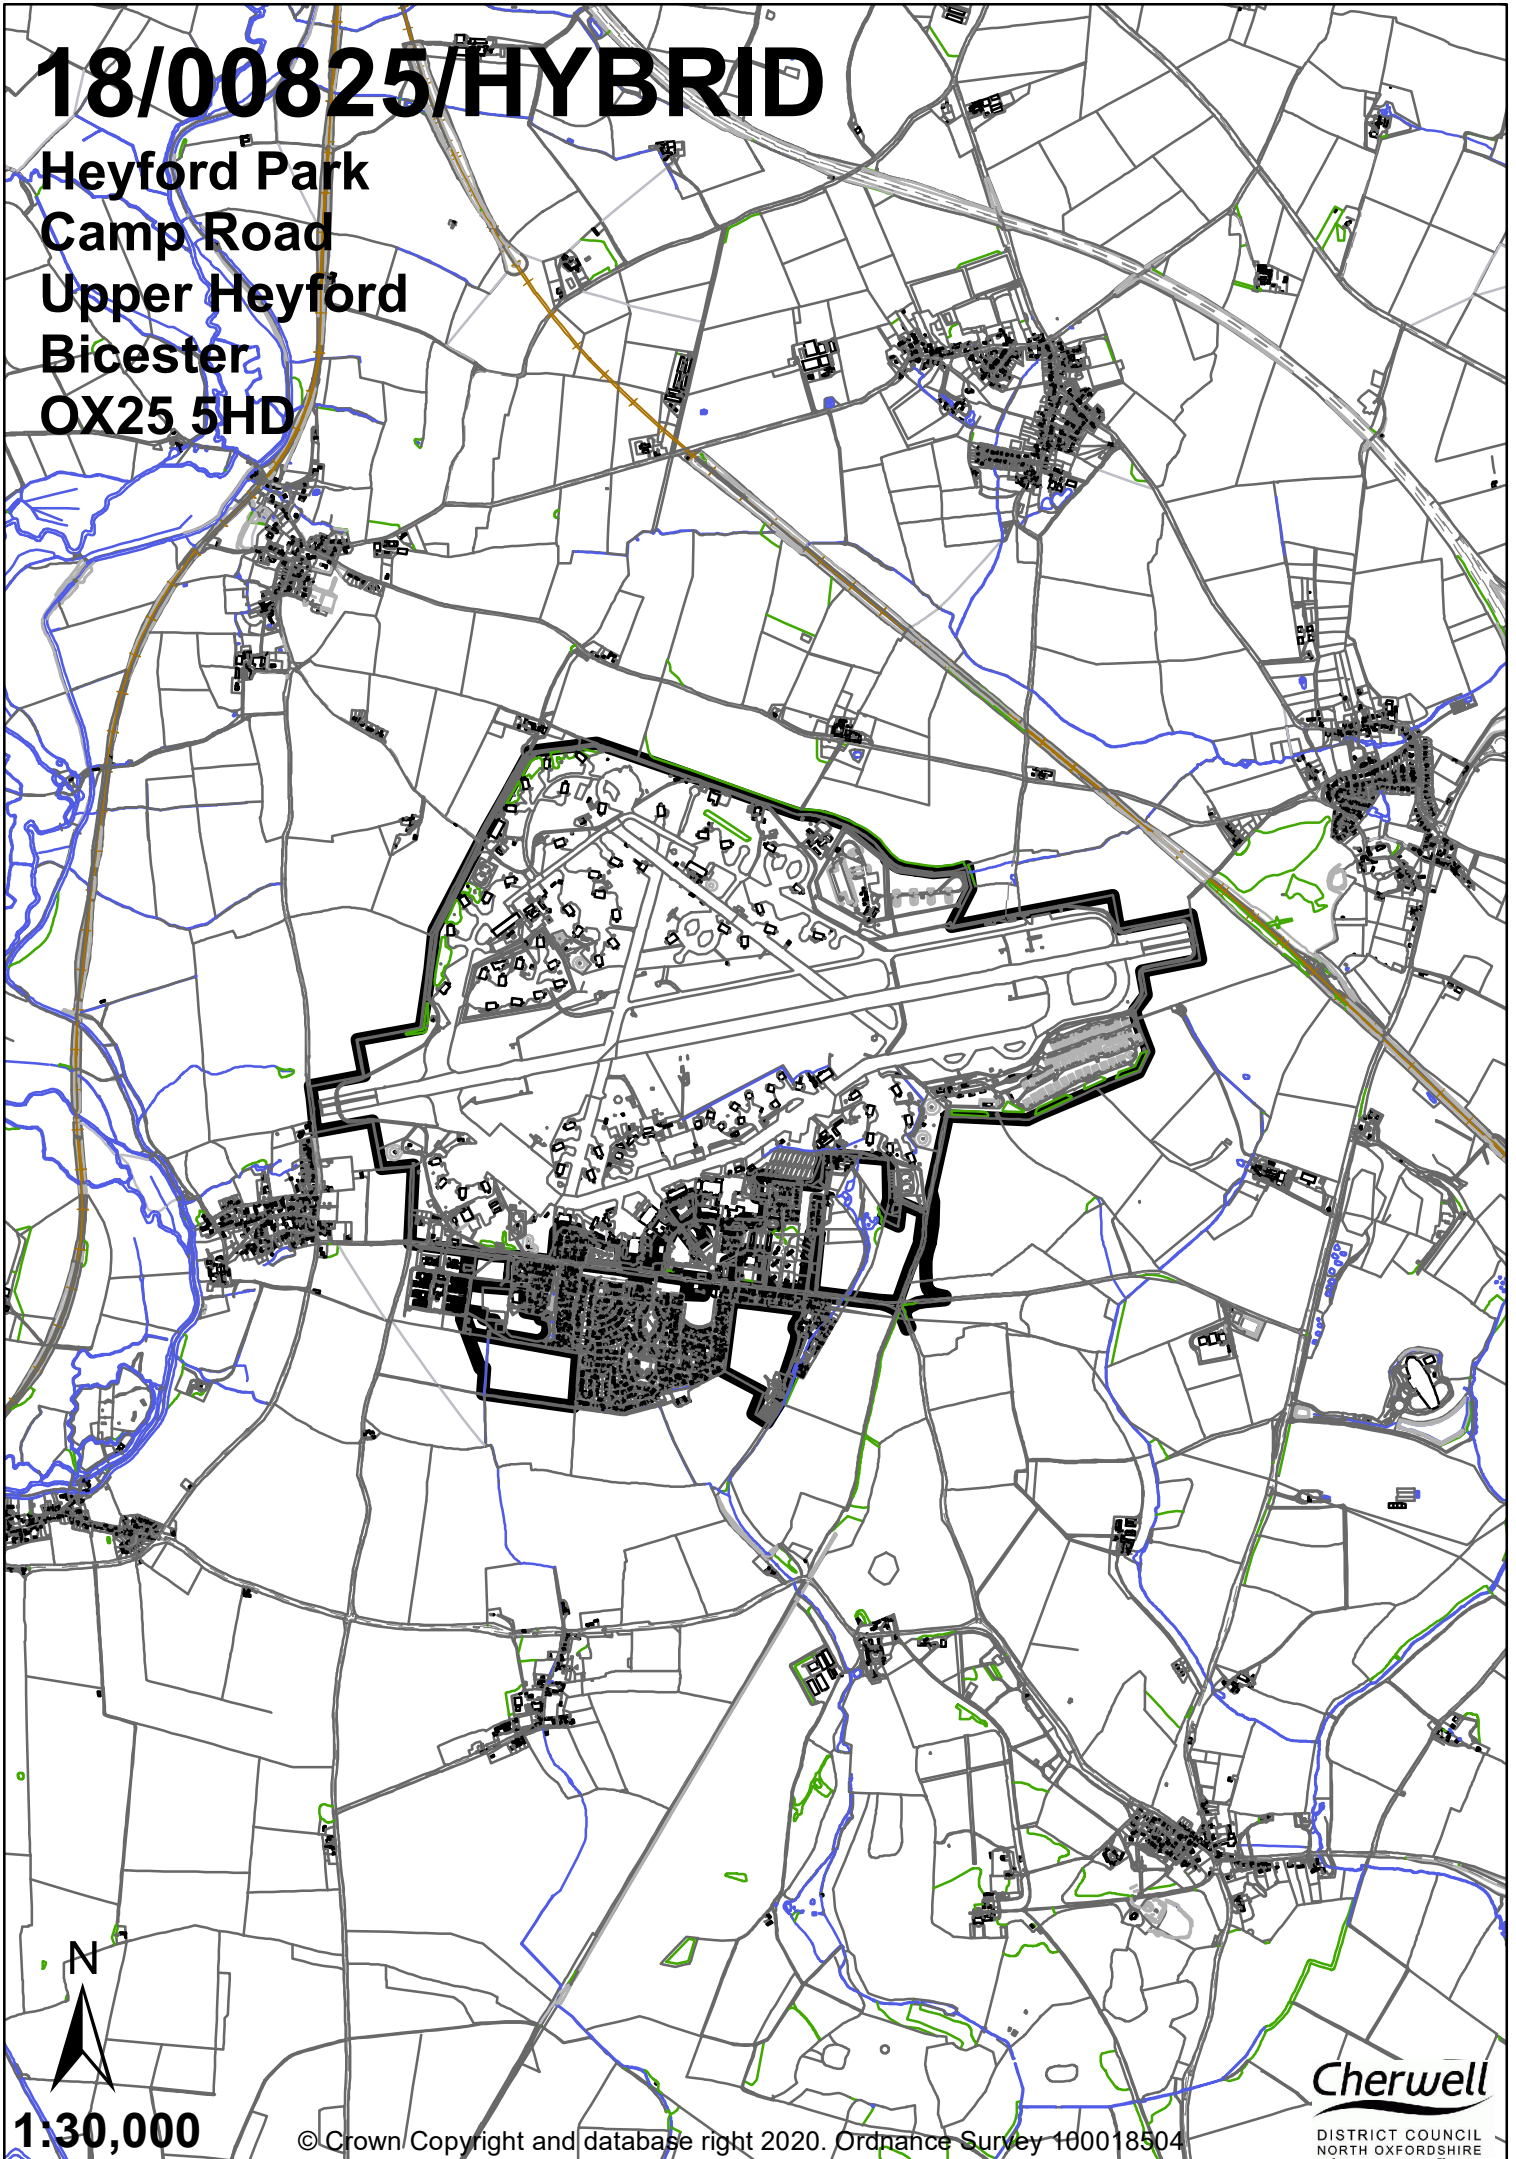 18/00825/HYBRID
Heyford Park
Camp Road
Upper Heyford
Bicester
OX25 5HD
N
1:30,000
© Crown Copyright and database right 2020. Ordnance Survey 100018504
Cherwell
DISTRICT COUNCIL
NORTH OXFORDSHIRE